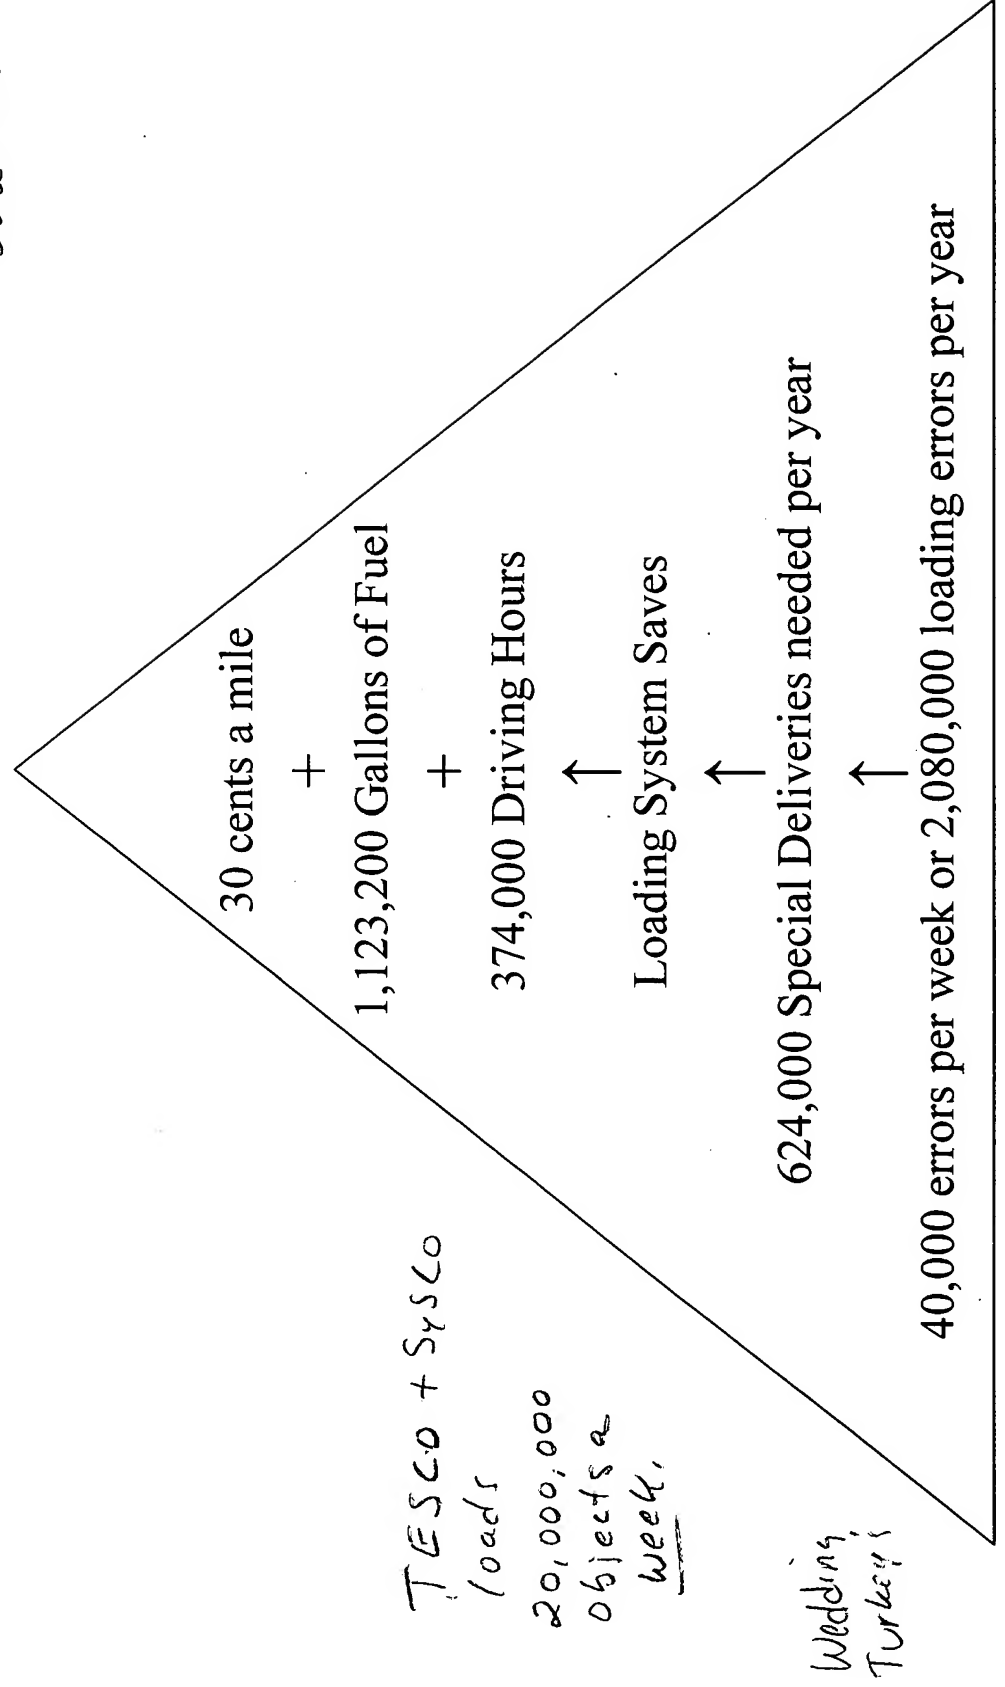 30 cents a mile
+
1,123,200 Gallons of Fuel
+
374,000 Driving Hours
↑
Loading System Saves
↑
624,000 Special Deliveries needed per year
↑
40,000 errors per week or 2,080,000 loading errors per year
TESCO + SYSCO
loads
20,000,000
objects a
week.
Wedding,
Turkey's